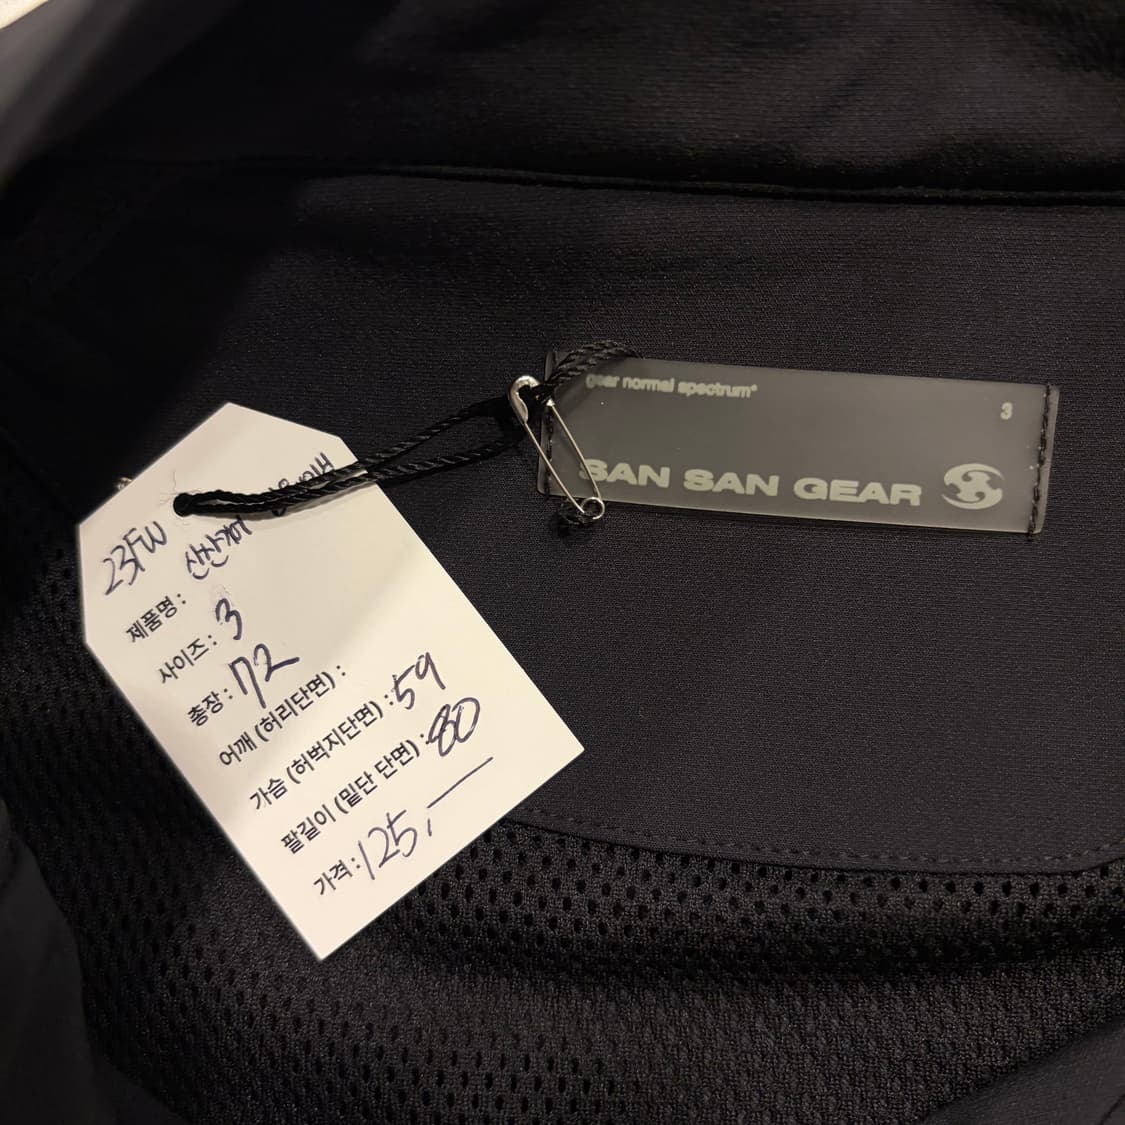 23FW
제품명 : 산산기어
사이즈 : 3
총장 : 72
어깨 (허리단면) :
가슴 (허벅지단면) : 59
팔길이 (밑단 단면) : 80
가격 : 125,—
gear normal spectrum*
3
SAN SAN GEAR